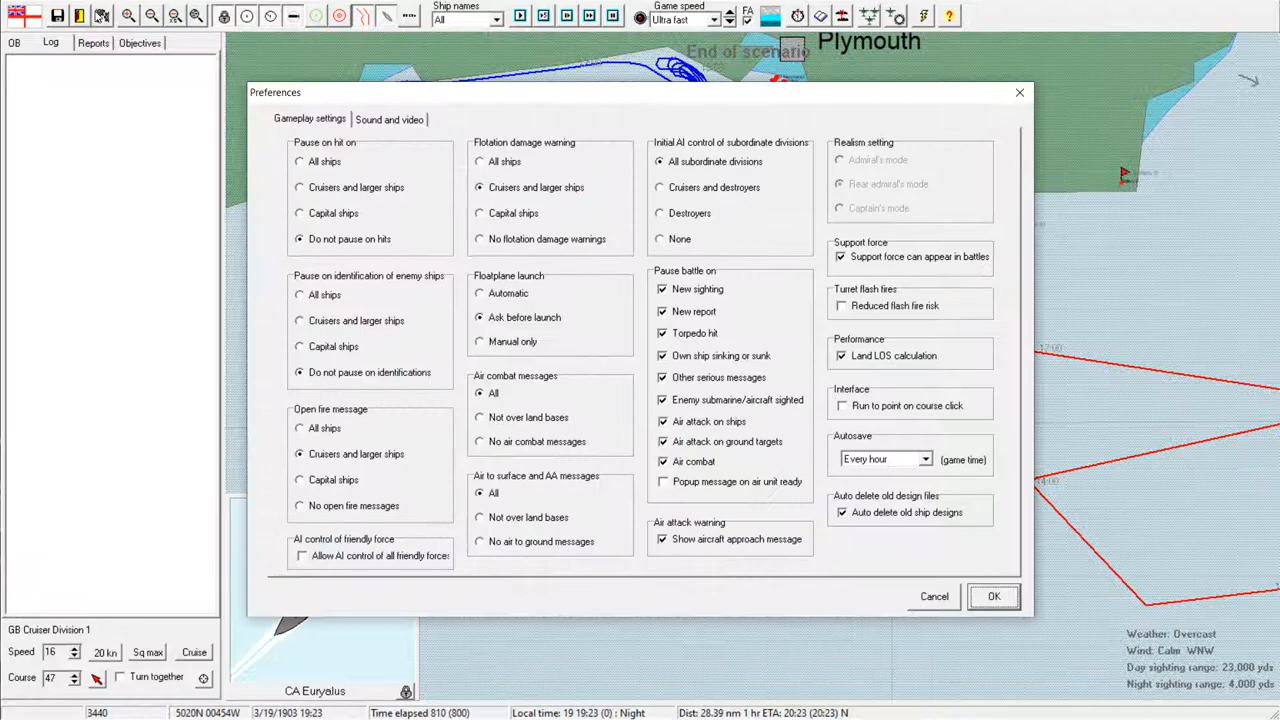 Ship names
Game speed
FA
All
Ultra fast
OB
Log
Reports
Objectives
End of scenario
Plymouth
Preferences
Gameplay settings
Sound and video
Pause on hit on
All ships
Cruisers and larger ships
Capital ships
Do not pause on hits
Pause on identification of enemy ships
All ships
Cruisers and larger ships
Capital ships
Do not pause on identifications
Open fire message
All ships
Cruisers and larger ships
Capital ships
No open fire messages
AI control of friendly force
Allow AI control of all friendly forces
Flotation damage warning
All ships
Cruisers and larger ships
Capital ships
No flotation damage warnings
Floatplane launch
Automatic
Ask before launch
Manual only
Air combat messages
All
Not over land bases
No air combat messages
Air to surface and AA messages
All
Not over land bases
No air to ground messages
Initial AI control of subordinate divisions
All subordinate divisions
Cruisers and destroyers
Destroyers
None
Pause battle on
New sighting
New report
Torpedo hit
Own ship sinking or sunk
Other serious messages
Enemy submarine/aircraft sighted
Air attack on ships
Air attack on ground targets
Air combat
Popup message on air unit ready
Air attack warning
Show aircraft approach message
Realism setting
Admiral's mode
Rear admiral's mode
Captain's mode
Support force
Support force can appear in battles
Turret flash fires
Reduced flash fire risk
Performance
Land LOS calculation
Interface
Run to point on course click
Autosave
Every hour
(game time)
Auto delete old design files
Auto delete old ship designs
Cancel
OK
17:00
14:00
GB Cruiser Division 1
Speed
16
20 kn
Sq max
Cruise
Course
47
Turn together
CA Euryalus
Weather: Overcast
Wind: Calm WNW
Day sighting range: 23,000 yds
Night sighting range: 4,000 yds
3440
5020N 00454W
3/19/1903 19:23
Time elapsed 810 (800)
Local time: 19 19:23 (0) : Night
Dist: 28.39 nm 1 hr ETA: 20:23 (20:23) N